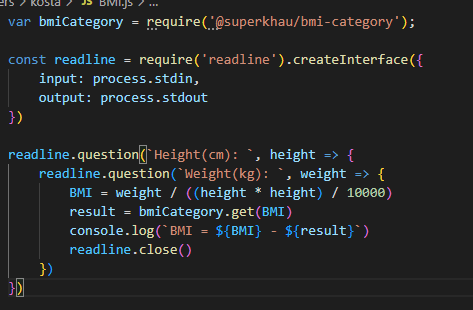 kosta > JS BMI.js > ...
var bmiCategory = require('@superkhau/bmi-category');
const readline = require('readline').createInterface({
    input: process.stdin,
    output: process.stdout
})
readline.question(`Height(cm): `, height => {
    readline.question(`Weight(kg): `, weight => {
        BMI = weight / ((height * height) / 10000)
        result = bmiCategory.get(BMI)
        console.log(`BMI = ${BMI} - ${result}`)
        readline.close()
    })
})